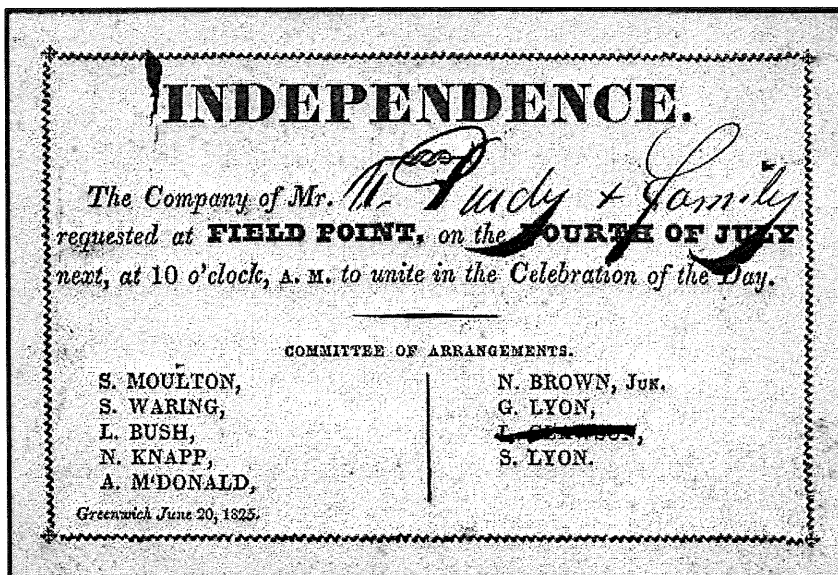 INDEPENDENCE.
The Company of Mr. N. Purdy + family
requested at FIELD POINT, on the FOURTH OF JULY
next, at 10 o'clock, A. M. to unite in the Celebration of the Day.
COMMITTEE OF ARRANGEMENTS.
S. MOULTON,
S. WARING,
L. BUSH,
N. KNAPP,
A. M'DONALD,
N. BROWN, JUN.
G. LYON,
S. LYON.
Greenwich June 20, 1825.